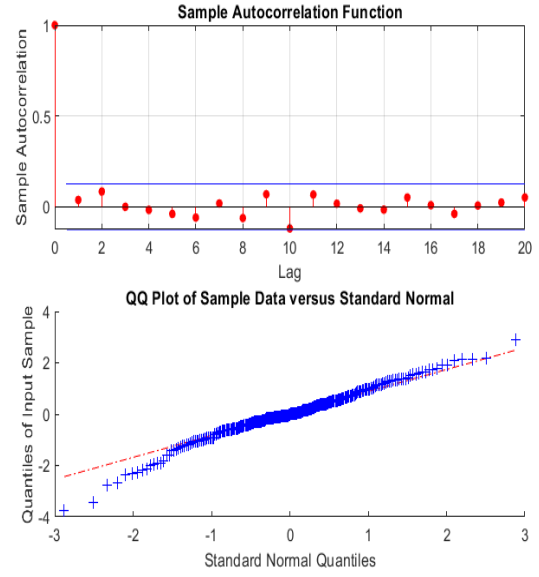 Sample Autocorrelation Function
Sample Autocorrelation
1
0.5
0
0 2 4 6 8 10 12 14 16 18 20
Lag
QQ Plot of Sample Data versus Standard Normal
Quantiles of Input Sample
4
2
0
-2
-4
-3 -2 -1 0 1 2 3
Standard Normal Quantiles